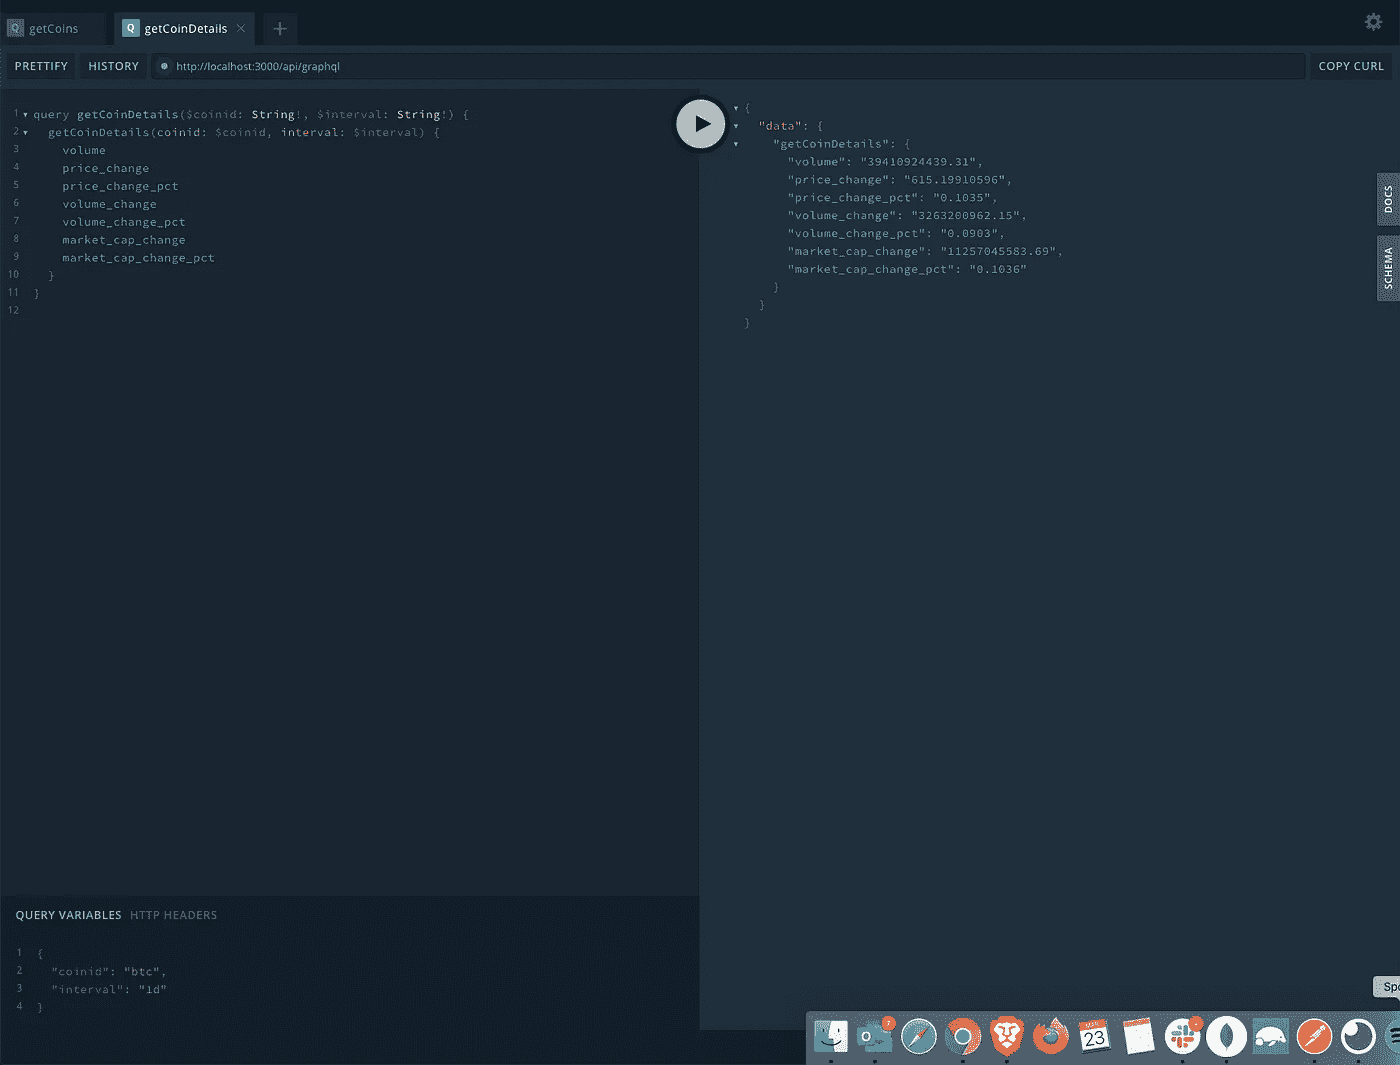 Q getCoins
Q getCoinDetails
PRETTIFY HISTORY http://localhost:3000/api/graphql COPY CURL
1 query getCoinDetails($coinid: String!, $interval: String!) {
2 getCoinDetails(coinid: $coinid, interval: $interval) {
3 volume
4 price_change
5 price_change_pct
6 volume_change
7 volume_change_pct
8 market_cap_change
9 market_cap_change_pct
10 }
11 }
12
{
"data": {
"getCoinDetails": {
"volume": "39410924439.31",
"price_change": "615.19910596",
"price_change_pct": "0.1035",
"volume_change": "3263200962.15",
"volume_change_pct": "0.0903",
"market_cap_change": "11257045583.69",
"market_cap_change_pct": "0.1036"
}
}
}
DOCS
SCHEMA
QUERY VARIABLES HTTP HEADERS
1 {
2 "coinid": "btc",
3 "interval": "1d"
4 }
Spo
23